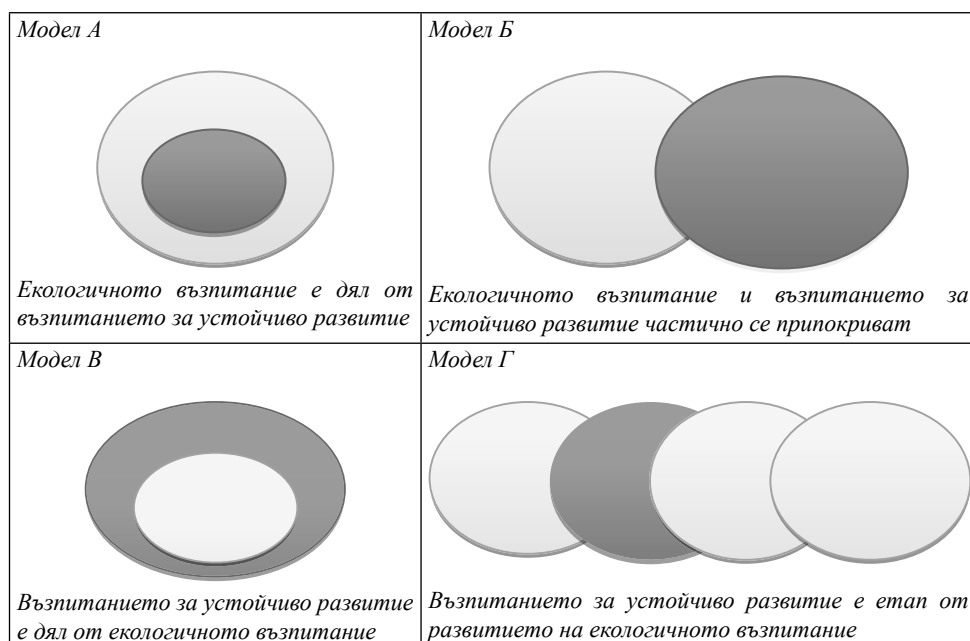 Модел А
Екологичното възпитание е дял от
възпитанието за устойчиво развитие
Модел Б
Екологичното възпитание и възпитанието за
устойчиво развитие частично се припокриват
Модел В
Възпитанието за устойчиво развитие
е дял от екологичното възпитание
Модел Г
Възпитанието за устойчиво развитие е етап от
развитието на екологичното възпитание